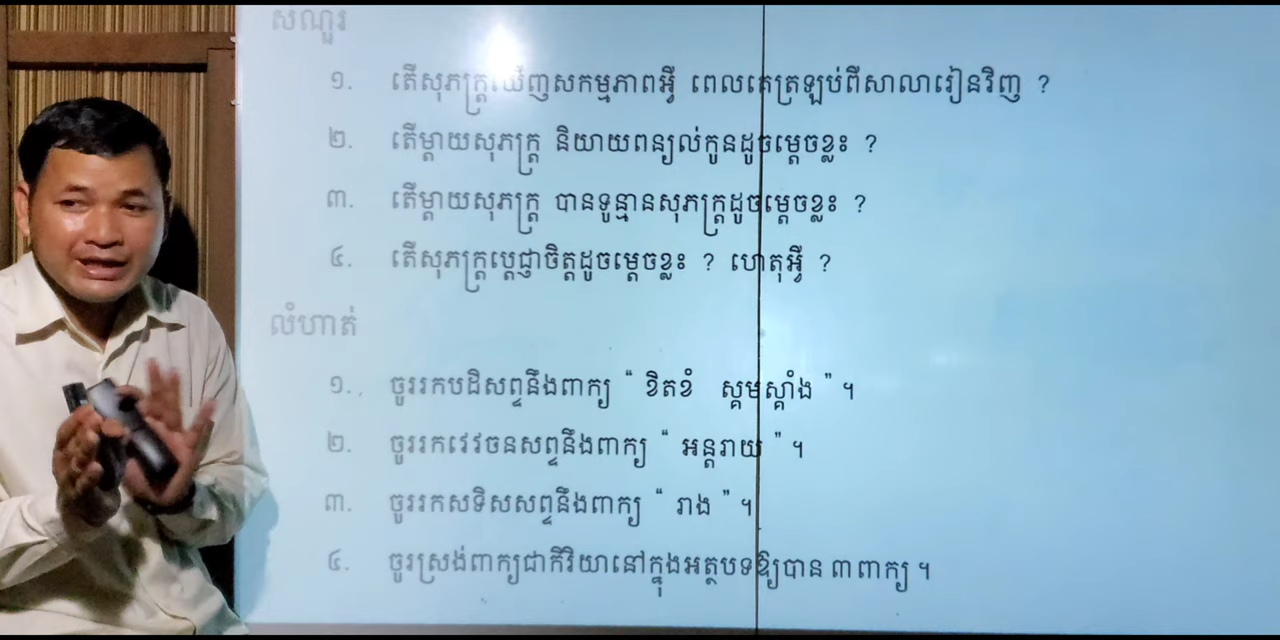 សំណួរ
១. តើសុភក្ត្រឃើញសកម្មភាពអ្វី ពេលគេត្រឡប់ពីសាលារៀនវិញ ?
២. តើម្ដាយសុភក្ត្រ និយាយពន្យល់កូនដូចម្ដេចខ្លះ ?
៣. តើម្ដាយសុភក្ត្រ បានទូន្មានសុភក្ត្រដូចម្ដេចខ្លះ ?
៤. តើសុភក្ត្រប្ដេជ្ញាចិត្តដូចម្ដេចខ្លះ ? ហេតុអ្វី ?
លំហាត់
១. ចូររកបដិសព្ទនឹងពាក្យ “ ខិតខំ ស្គមស្គាំង ” ។
២. ចូររកវេវចនសព្ទនឹងពាក្យ “ អន្តរាយ ” ។
៣. ចូររកសទិសសព្ទនឹងពាក្យ “ រាង ” ។
៤. ចូរស្រង់ពាក្យជាកិរិយានៅក្នុងអត្ថបទឱ្យបាន ៣ពាក្យ ។